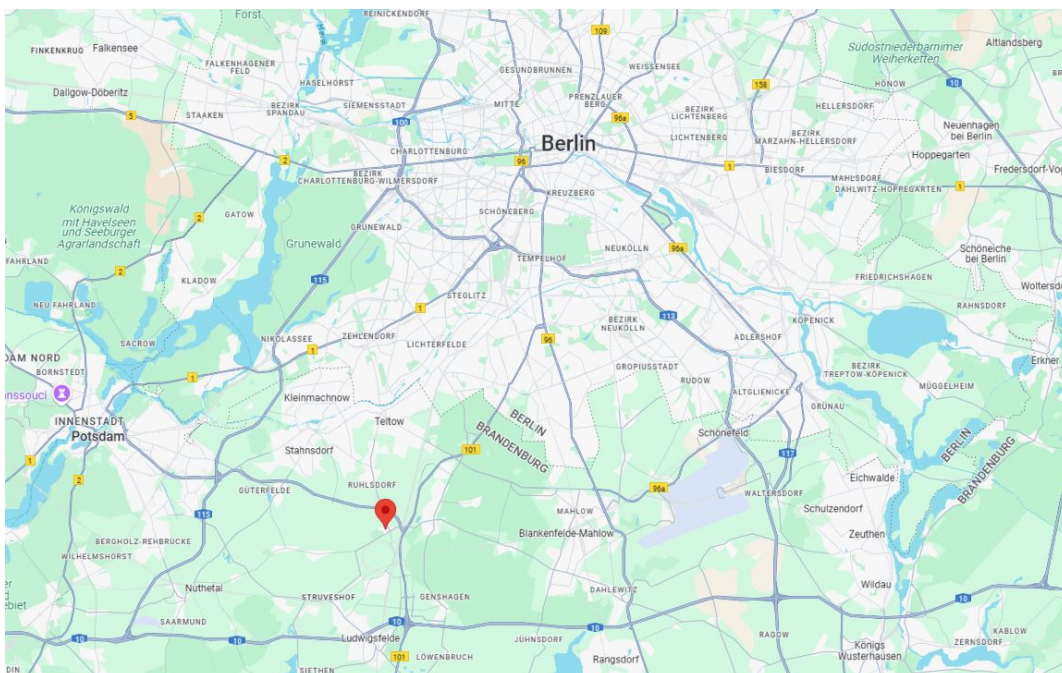 Forst
REINICKENDORF
109
FINKENKRUG
Falkensee
FALKENHAGENER
FELD
HASELHORST
GESUNDBRUNNEN
WEISSENSEE
Südostniederbarnimer
Weiherketten
Altlandsberg
Dallgow-Döberitz
BEZIRK
SPANDAU
SIEMENSSTADT
MITTE
PRENZLAUER
BERG
158
HÖNOW
10
5
STAAKEN
100
96a
BEZIRK
LICHTENBERG
HELLERSDORF
LICHTENBERG
Neuenhagen
bei Berlin
Berlin
BEZIRK
MARZAHN-HELLERSDORF
2
CHARLOTTENBURG
96
1
BIESDORF
Hoppegarten
BEZIRK
CHARLOTTENBURG-WILMERSDORF
KREUZBERG
MAHLSDORF
DAHLWITZ-HOPPEGARTEN
1
Fredersdorf-Vog
Königswald
mit Havelseen
und Seeburger
Agrarlandschaft
2
GATOW
GRUNEWALD
SCHÖNEBERG
Grunewald
NEUKÖLLN
96a
Schöneiche
bei Berlin
FAHRLAND
2
KLADOW
115
TEMPELHOF
FRIEDRICHSHAGEN
Woltersd
NEU FAHRLAND
STEGLITZ
1
BEZIRK
NEUKÖLLN
113
KÖPENICK
RAHNSDORF
SACROW
NIKOLASSEE
ZEHLENDORF
LICHTERFELDE
96
ADLERSHOF
DAM NORD
BORNSTEDT
1
1
GROPIUSSTADT
RUDOW
BEZIRK
TREPTOW-KÖPENICK
Erkner
anssouci
Kleinmachnow
ALTGLIENICKE
MÜGGELHEIM
INNENSTADT
Potsdam
Teltow
BERLIN
BRANDENBURG
GRÜNAU
Schönefeld
BERLIN
BRANDENBURG
1
2
Stahnsdorf
101
117
GÜTERFELDE
RUHLSDORF
96a
WALTERSDORF
Eichwalde
115
MAHLOW
Schulzendorf
BERGHOLZ-REHBRÜCKE
Blankenfelde-Mahlow
Zeuthen
WILHELMSHORST
Nuthetal
STRUVESHOF
GENSHAGEN
DAHLEWITZ
Wildau
SAARMUND
10
10
10
10
Ludwigsfelde
JÜHNSDORF
RAGOW
KABLOW
101
LÖWENBRUCH
Königs
Wusterhausen
ZERNSDORF
SIETHEN
Rangsdorf